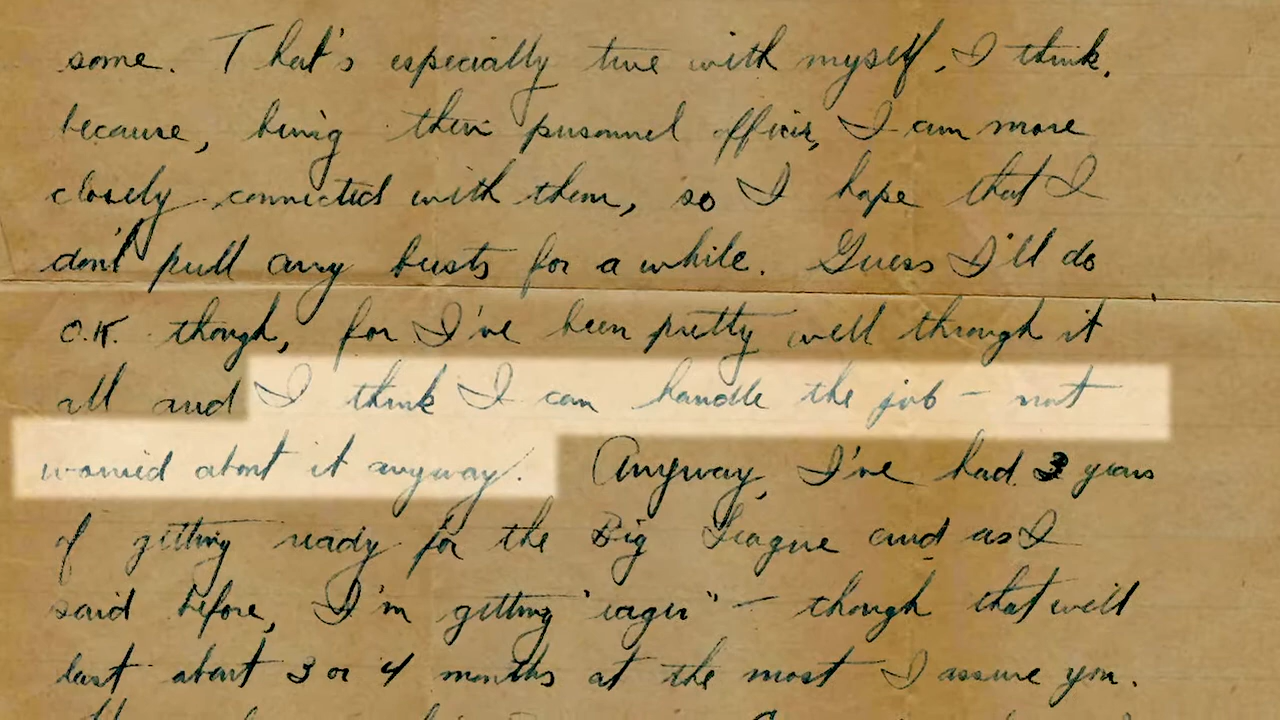 some. That's especially true with myself, I think,
because, being their personnel officer, I am more
closely connected with them, so I hope that I
don't pull any busts for a while. Guess I'll do
O.K. though, for I've been pretty well through it
all and I think I can handle the job – not
worried about it anyway. Anyway, I've had 3 years
of getting ready for the Big League and as I
said before, I'm getting "eager" – though that will
last about 3 or 4 months at the most I assure you.